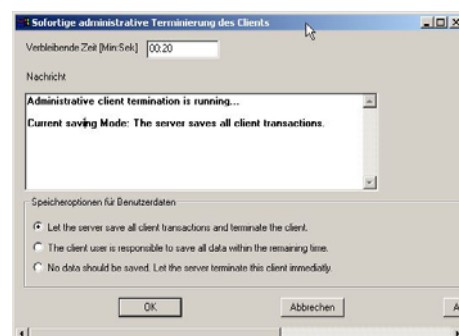 Sofortige administrative Terminierung des Clients
Verbleibende Zeit [Min:Sek] 00:20
Nachricht
Administrative client termination is running...
Current saving Mode: The server saves all client transactions.
Speicheroptionen für Benutzerdaten
Let the server save all client transactions and terminate the client.
The client user is responsible to save all data within the remaining time.
No data should be saved. Let the server terminate this client immediatly.
OK Abbrechen A